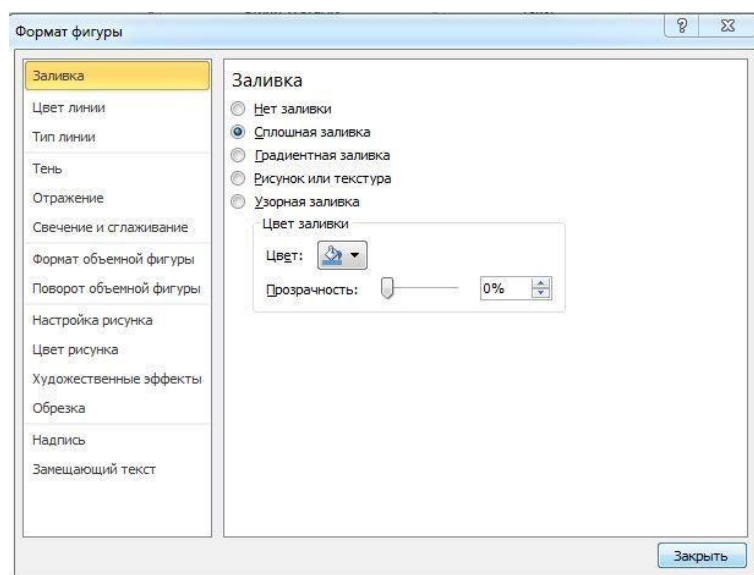 Формат фигуры
Заливка
Цвет линии
Тип линии
Тень
Отражение
Свечение и сглаживание
Формат объемной фигуры
Поворот объемной фигуры
Настройка рисунка
Цвет рисунка
Художественные эффекты
Обрезка
Надпись
Замещающий текст
Заливка
Нет заливки
Сплошная заливка
Градиентная заливка
Рисунок или текстура
Узорная заливка
Цвет заливки
Цвет:
Прозрачность: 0%
Закрыть